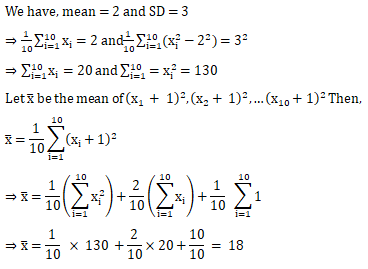 We have, mean = 2 and SD = 3
⇒ 1/10 ∑_{i=1}^{10} x_i = 2 and 1/10 ∑_{i=1}^{10} (x_i^2 − 2^2) = 3^2
⇒ ∑_{i=1}^{10} x_i = 20 and ∑_{i=1}^{10} = x_i^2 = 130
Let x̄ be the mean of (x_1 + 1)^2, (x_2 + 1)^2, ... (x_10 + 1)^2 Then,
x̄ = 1/10 ∑_{i=1}^{10} (x_i + 1)^2
⇒ x̄ = 1/10 (∑_{i=1}^{10} x_i^2) + 2/10 (∑_{i=1}^{10} x_i) + 1/10 ∑_{i=1}^{10} 1
⇒ x̄ = 1/10 × 130 + 2/10 × 20 + 10/10 = 18